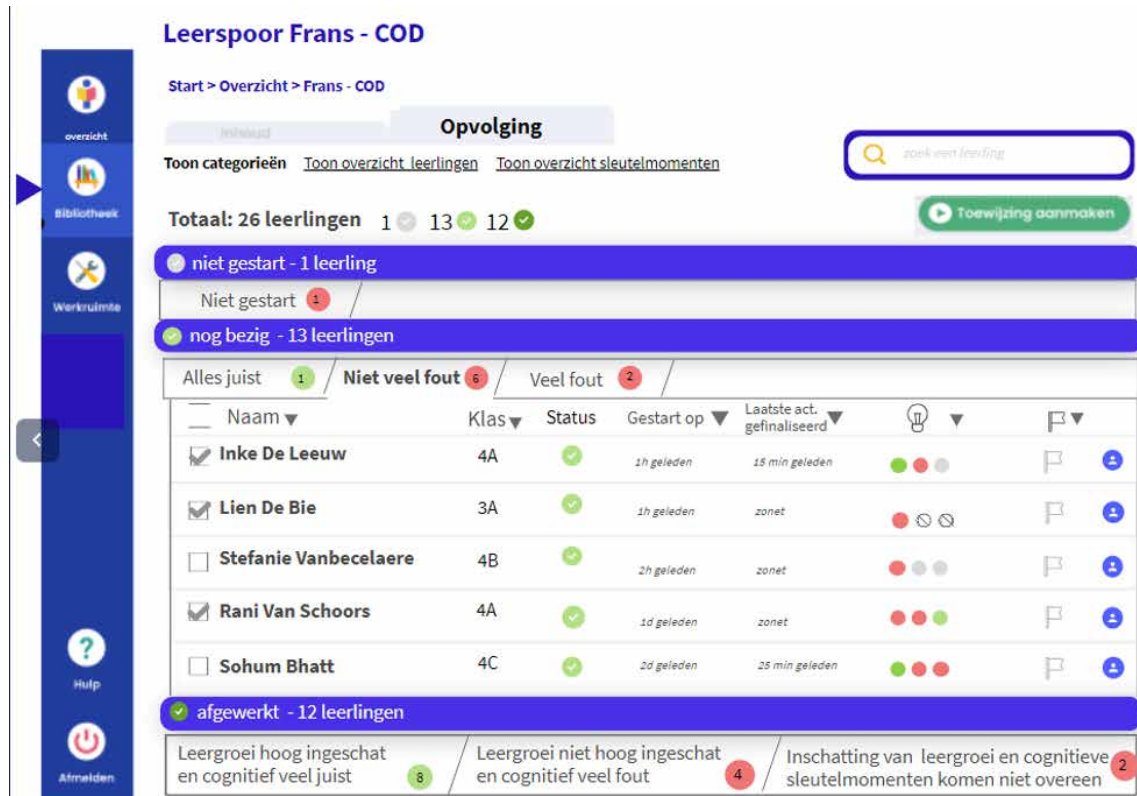 Leerspoor Frans - COD
Start > Overzicht > Frans - COD
overzicht
Bibliotheek
Werkruimte
Hulp
Afmelden
Inhoud
Opvolging
Toon categorieën Toon overzicht leerlingen Toon overzicht sleutelmomenten
zoek een leerling
Totaal: 26 leerlingen 1 13 12
Toewijzing aanmaken
niet gestart - 1 leerling
Niet gestart 1
nog bezig - 13 leerlingen
Alles juist 1 Niet veel fout 6 Veel fout 2
Naam Klas Status Gestart op Laatste act. gefinaliseerd
Inke De Leeuw 4A 1h geleden 15 min geleden
Lien De Bie 3A 1h geleden zonet
Stefanie Vanbecelaere 4B 2h geleden zonet
Rani Van Schoors 4A 1d geleden zonet
Sohum Bhatt 4C 2d geleden 25 min geleden
afgewerkt - 12 leerlingen
Leergroei hoog ingeschat
en cognitief veel juist 8
Leergroei niet hoog ingeschat
en cognitief veel fout 4
Inschatting van leergroei en cognitieve
sleutelmomenten komen niet overeen 2